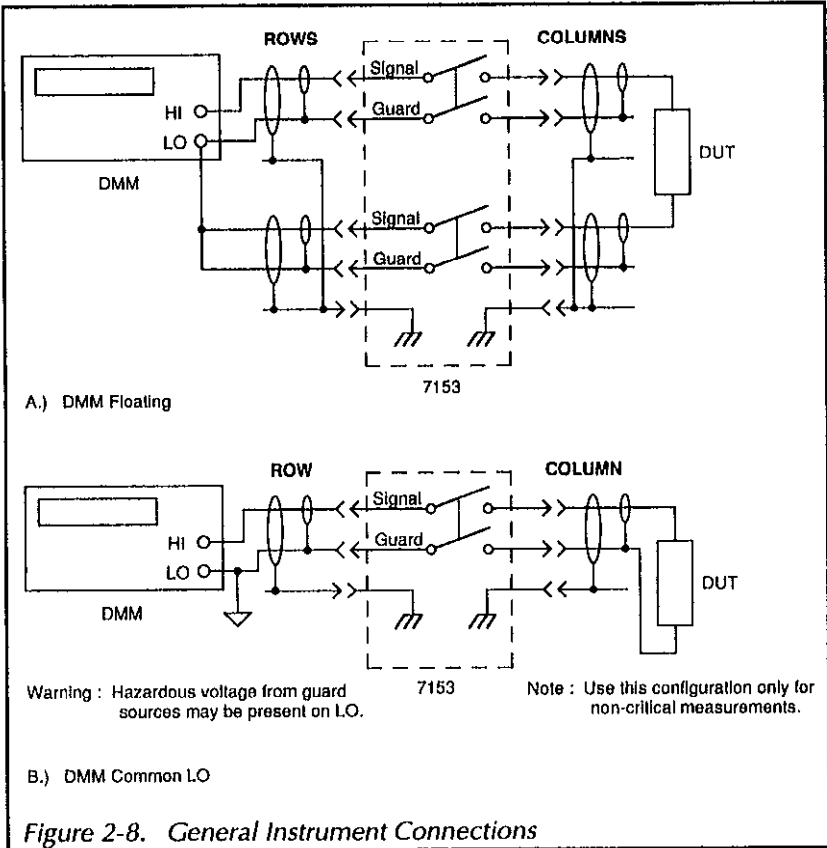 ROWS
COLUMNS
Signal
HI
Guard
LO
DUT
DMM
Signal
Guard
7153
A.) DMM Floating
ROW
COLUMN
Signal
HI
Guard
LO
DUT
DMM
Warning : Hazardous voltage from guard
sources may be present on LO.
7153
Note : Use this configuration only for
non-critical measurements.
B.) DMM Common LO
Figure 2-8. General Instrument Connections